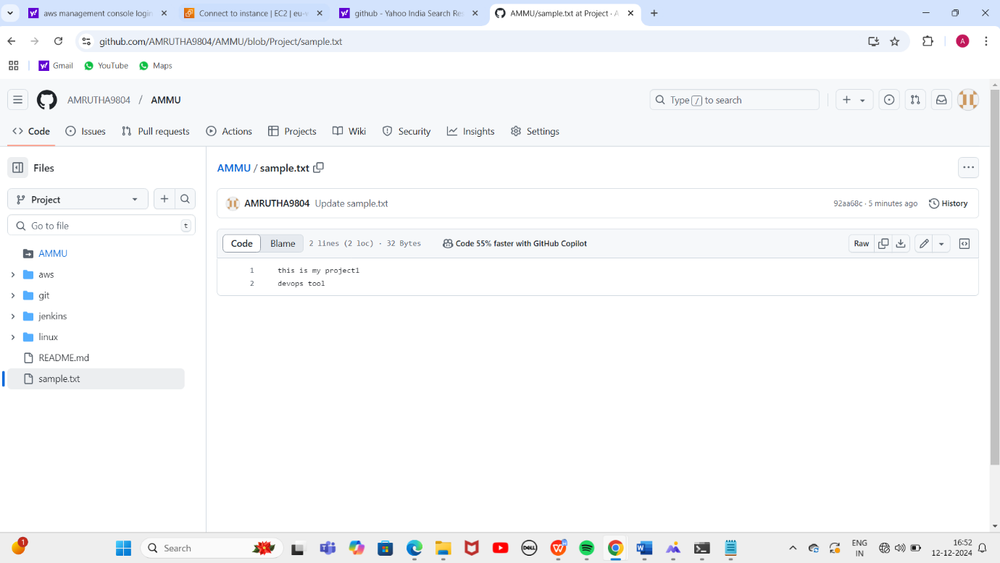 aws management console login
Connect to instance | EC2 | eu-w
github - Yahoo India Search Res
AMMU/sample.txt at Project · A
github.com/AMRUTHA9804/AMMU/blob/Project/sample.txt
A
Gmail
YouTube
Maps
AMRUTHA9804 / AMMU
Type / to search
Code
Issues
Pull requests
Actions
Projects
Wiki
Security
Insights
Settings
Files
AMMU / sample.txt
Project
AMRUTHA9804 Update sample.txt
92aa68c · 5 minutes ago
History
Go to file
t
Code
Blame
2 lines (2 loc) · 32 Bytes
Code 55% faster with GitHub Copilot
Raw
AMMU
aws
git
jenkins
linux
README.md
sample.txt
1 this is my project1
2 devops tool
1
Search
DELL
ENG
IN
16:52
12-12-2024